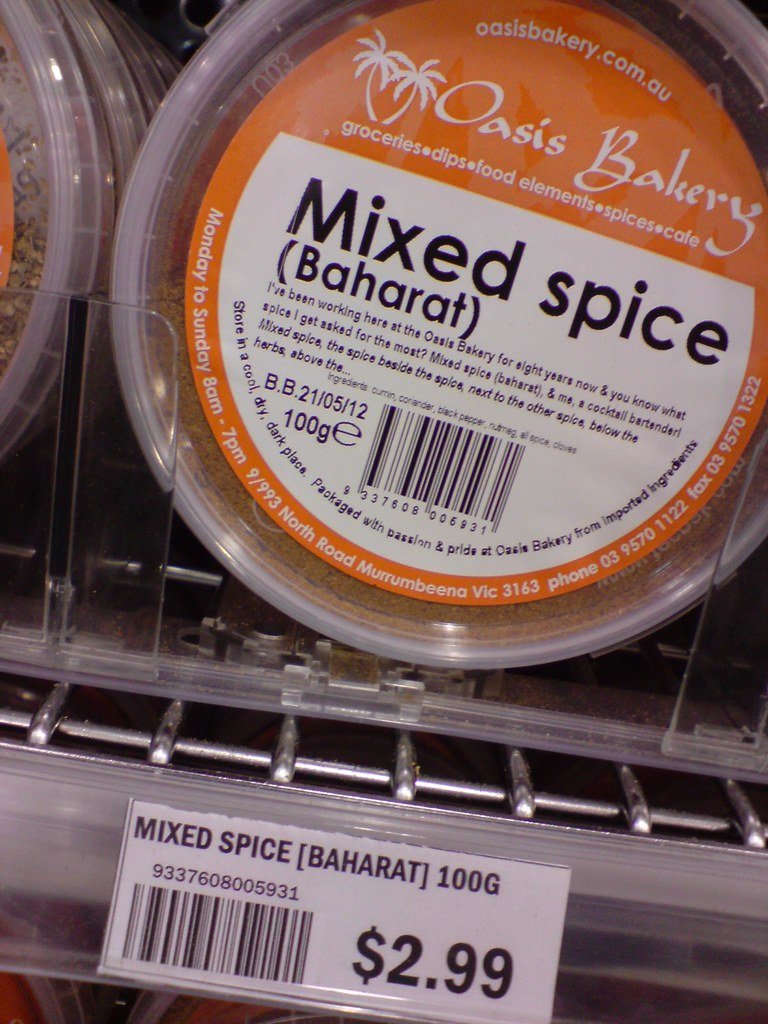 oasisbakery.com.au
Oasis Bakery
groceries•dips•food elements•spices•cafe
Mixed spice
(Baharat)
I've been working here at the Oasis Bakery for eight years now & you know what
spice I get asked for the most? Mixed spice (baharat), & me, a cocktail bartender!
Mixed spice, the spice beside the spice, next to the other spice, below the
herbs, above the...
Ingredients: cumin, coriander, black pepper, nutmeg, all spice, cloves
B.B.21/05/12
100g℮
9 337608 005931
Store in a cool, dry, dark place. Packaged with passion & pride at Oasis Bakery from imported ingredients
Monday to Sunday 8am - 7pm 9/993 North Road Murrumbeena Vic 3163 phone 03 9570 1122 fax 03 9570 1322
MIXED SPICE [BAHARAT] 100G
9337608005931
$2.99